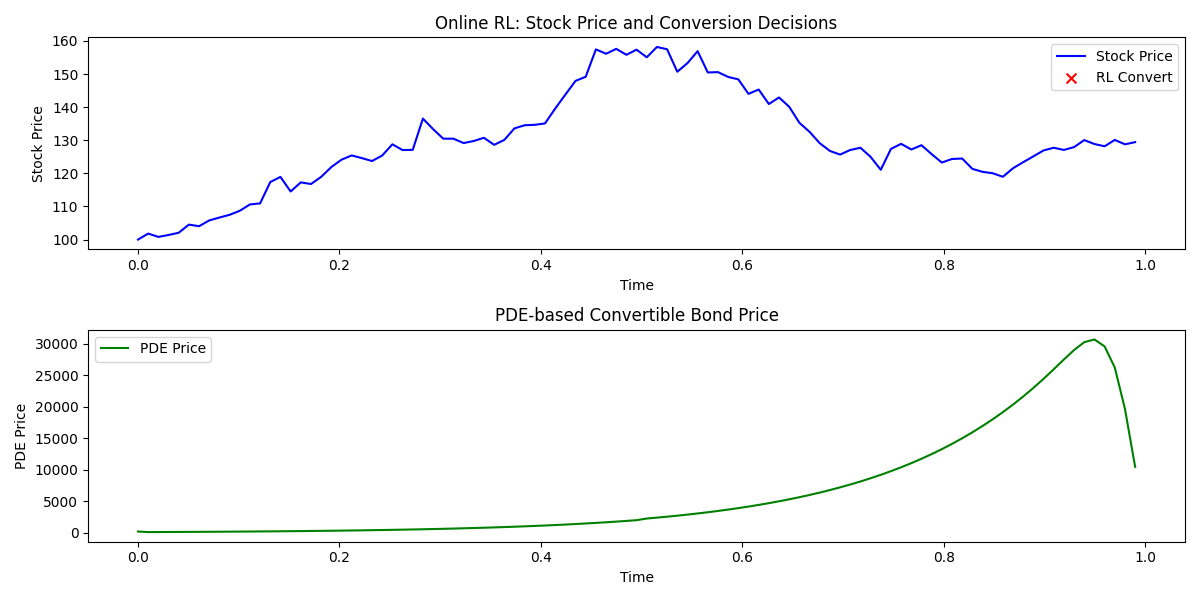 Online RL: Stock Price and Conversion Decisions
160
150
140
130
120
110
100
Stock Price
Stock Price
RL Convert
0.0 0.2 0.4 0.6 0.8 1.0
Time
PDE-based Convertible Bond Price
30000
25000
20000
15000
10000
5000
0
PDE Price
PDE Price
0.0 0.2 0.4 0.6 0.8 1.0
Time